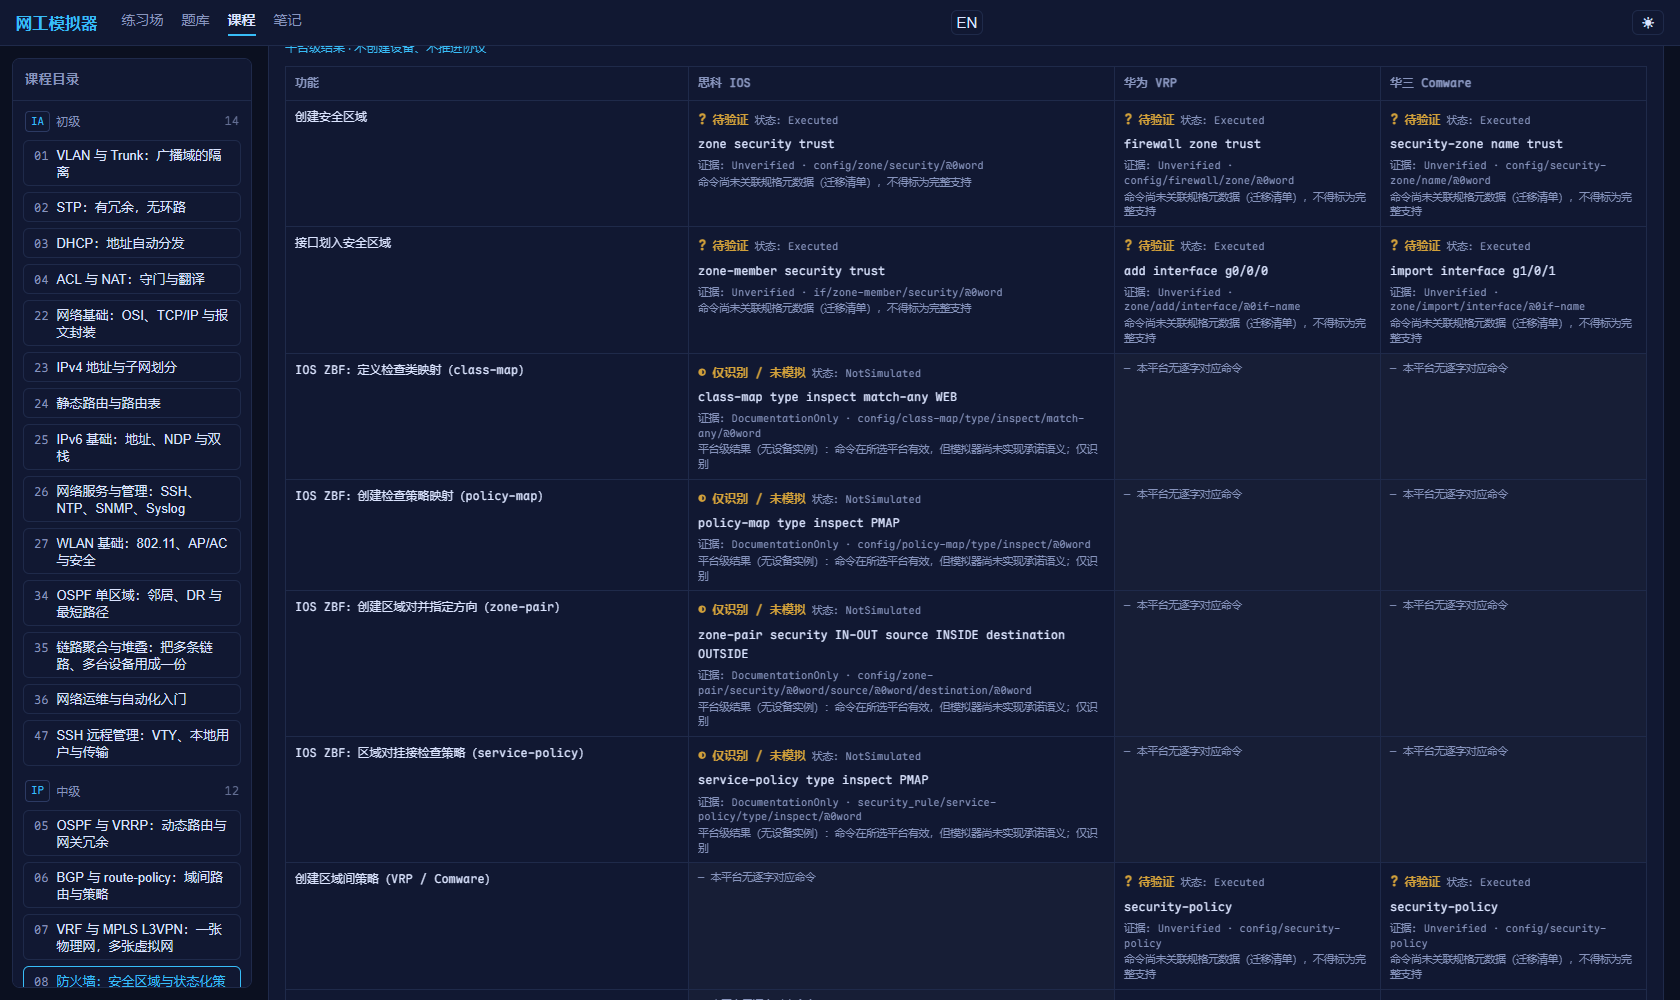 网工模拟器 练习场 题库 课程 笔记 EN
课程目录
IA 初级 14
01 VLAN 与 Trunk：广播域的隔
离
02 STP：有冗余，无环路
03 DHCP：地址自动分发
04 ACL 与 NAT：守门与翻译
22 网络基础：OSI、TCP/IP 与报
文封装
23 IPv4 地址与子网划分
24 静态路由与路由表
25 IPv6 基础：地址、NDP 与双
栈
26 网络服务与管理：SSH、
NTP、SNMP、Syslog
27 WLAN 基础：802.11、AP/AC
与安全
34 OSPF 单区域：邻居、DR 与
最短路径
35 链路聚合与堆叠：把多条链
路、多台设备用成一份
36 网络运维与自动化入门
47 SSH 远程管理：VTY、本地用
户与传输
IP 中级 12
05 OSPF 与 VRRP：动态路由与
网关冗余
06 BGP 与 route-policy：域间路
由与策略
07 VRF 与 MPLS L3VPN：一张
物理网，多张虚拟网
08 防火墙：安全区域与状态化策
平台级结果 · 不创建设备、不推进协议
功能 思科 IOS 华为 VRP 华三 Comware
创建安全区域
? 待验证 状态: Executed
zone security trust
证据: Unverified · config/zone/security/@0word
命令尚未关联规格元数据（迁移清单），不得标为完整支持
? 待验证 状态: Executed
firewall zone trust
证据: Unverified ·
config/firewall/zone/@0word
命令尚未关联规格元数据（迁移清单），不得标为完
整支持
? 待验证 状态: Executed
security-zone name trust
证据: Unverified · config/security-
zone/name/@0word
命令尚未关联规格元数据（迁移清单），不得标为完
整支持
接口划入安全区域
? 待验证 状态: Executed
zone-member security trust
证据: Unverified · if/zone-member/security/@0word
命令尚未关联规格元数据（迁移清单），不得标为完整支持
? 待验证 状态: Executed
add interface g0/0/0
证据: Unverified ·
zone/add/interface/@0if-name
命令尚未关联规格元数据（迁移清单），不得标为完
整支持
? 待验证 状态: Executed
import interface g1/0/1
证据: Unverified ·
zone/import/interface/@0if-name
命令尚未关联规格元数据（迁移清单），不得标为完
整支持
IOS ZBF: 定义检查类映射 (class-map)
仅识别 / 未模拟 状态: NotSimulated
class-map type inspect match-any WEB
证据: DocumentationOnly · config/class-map/type/inspect/match-
any/@0word
平台级结果（无设备实例）：命令在所选平台有效，但模拟器尚未实现承诺语义；仅识
别
— 本平台无逐字对应命令
— 本平台无逐字对应命令
IOS ZBF: 创建检查策略映射 (policy-map)
仅识别 / 未模拟 状态: NotSimulated
policy-map type inspect PMAP
证据: DocumentationOnly · config/policy-map/type/inspect/@0word
平台级结果（无设备实例）：命令在所选平台有效，但模拟器尚未实现承诺语义；仅识
别
— 本平台无逐字对应命令
— 本平台无逐字对应命令
IOS ZBF: 创建区域对并指定方向 (zone-pair)
仅识别 / 未模拟 状态: NotSimulated
zone-pair security IN-OUT source INSIDE destination
OUTSIDE
证据: DocumentationOnly · config/zone-
pair/security/@0word/source/@0word/destination/@0word
平台级结果（无设备实例）：命令在所选平台有效，但模拟器尚未实现承诺语义；仅识
别
— 本平台无逐字对应命令
— 本平台无逐字对应命令
IOS ZBF: 区域对挂接检查策略 (service-policy)
仅识别 / 未模拟 状态: NotSimulated
service-policy type inspect PMAP
证据: DocumentationOnly · security_rule/service-
policy/type/inspect/@0word
平台级结果（无设备实例）：命令在所选平台有效，但模拟器尚未实现承诺语义；仅识
别
— 本平台无逐字对应命令
— 本平台无逐字对应命令
创建区域间策略 (VRP / Comware)
— 本平台无逐字对应命令
? 待验证 状态: Executed
security-policy
证据: Unverified · config/security-
policy
命令尚未关联规格元数据（迁移清单），不得标为完
整支持
? 待验证 状态: Executed
security-policy
证据: Unverified · config/security-
policy
命令尚未关联规格元数据（迁移清单），不得标为完
整支持